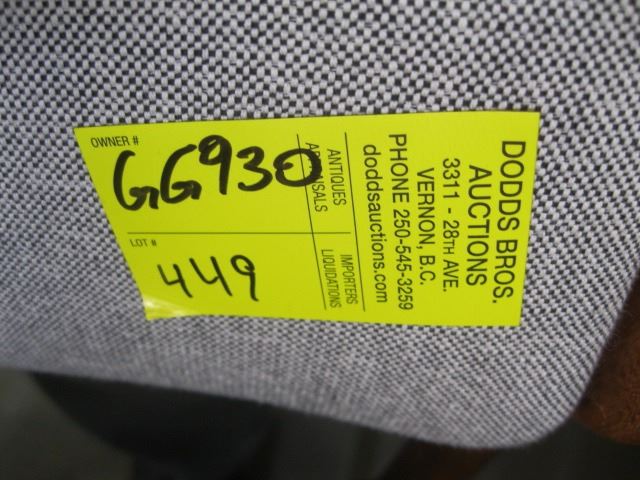 OWNER #
GG930
LOT #
449
ANTIQUES
APPRAISALS
IMPORTERS
LIQUIDATIONS
DODDS BROS.
AUCTIONS
3311 - 28TH AVE.
VERNON, B.C.
PHONE 250-545-3259
doddsauctions.com